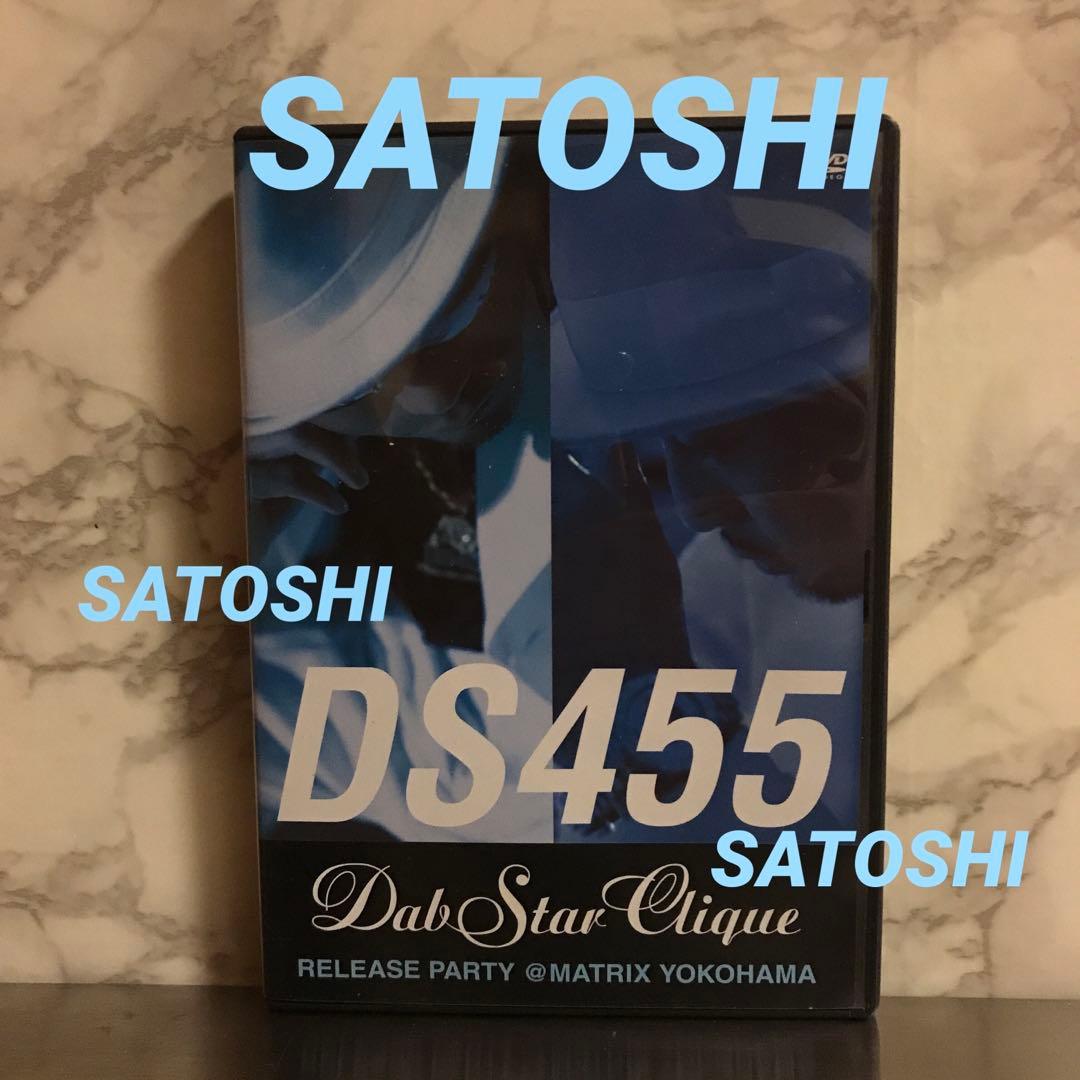 SATOSHI
SATOSHI
DS455
SATOSHI
Dab Star Clique
RELEASE PARTY @MATRIX YOKOHAMA